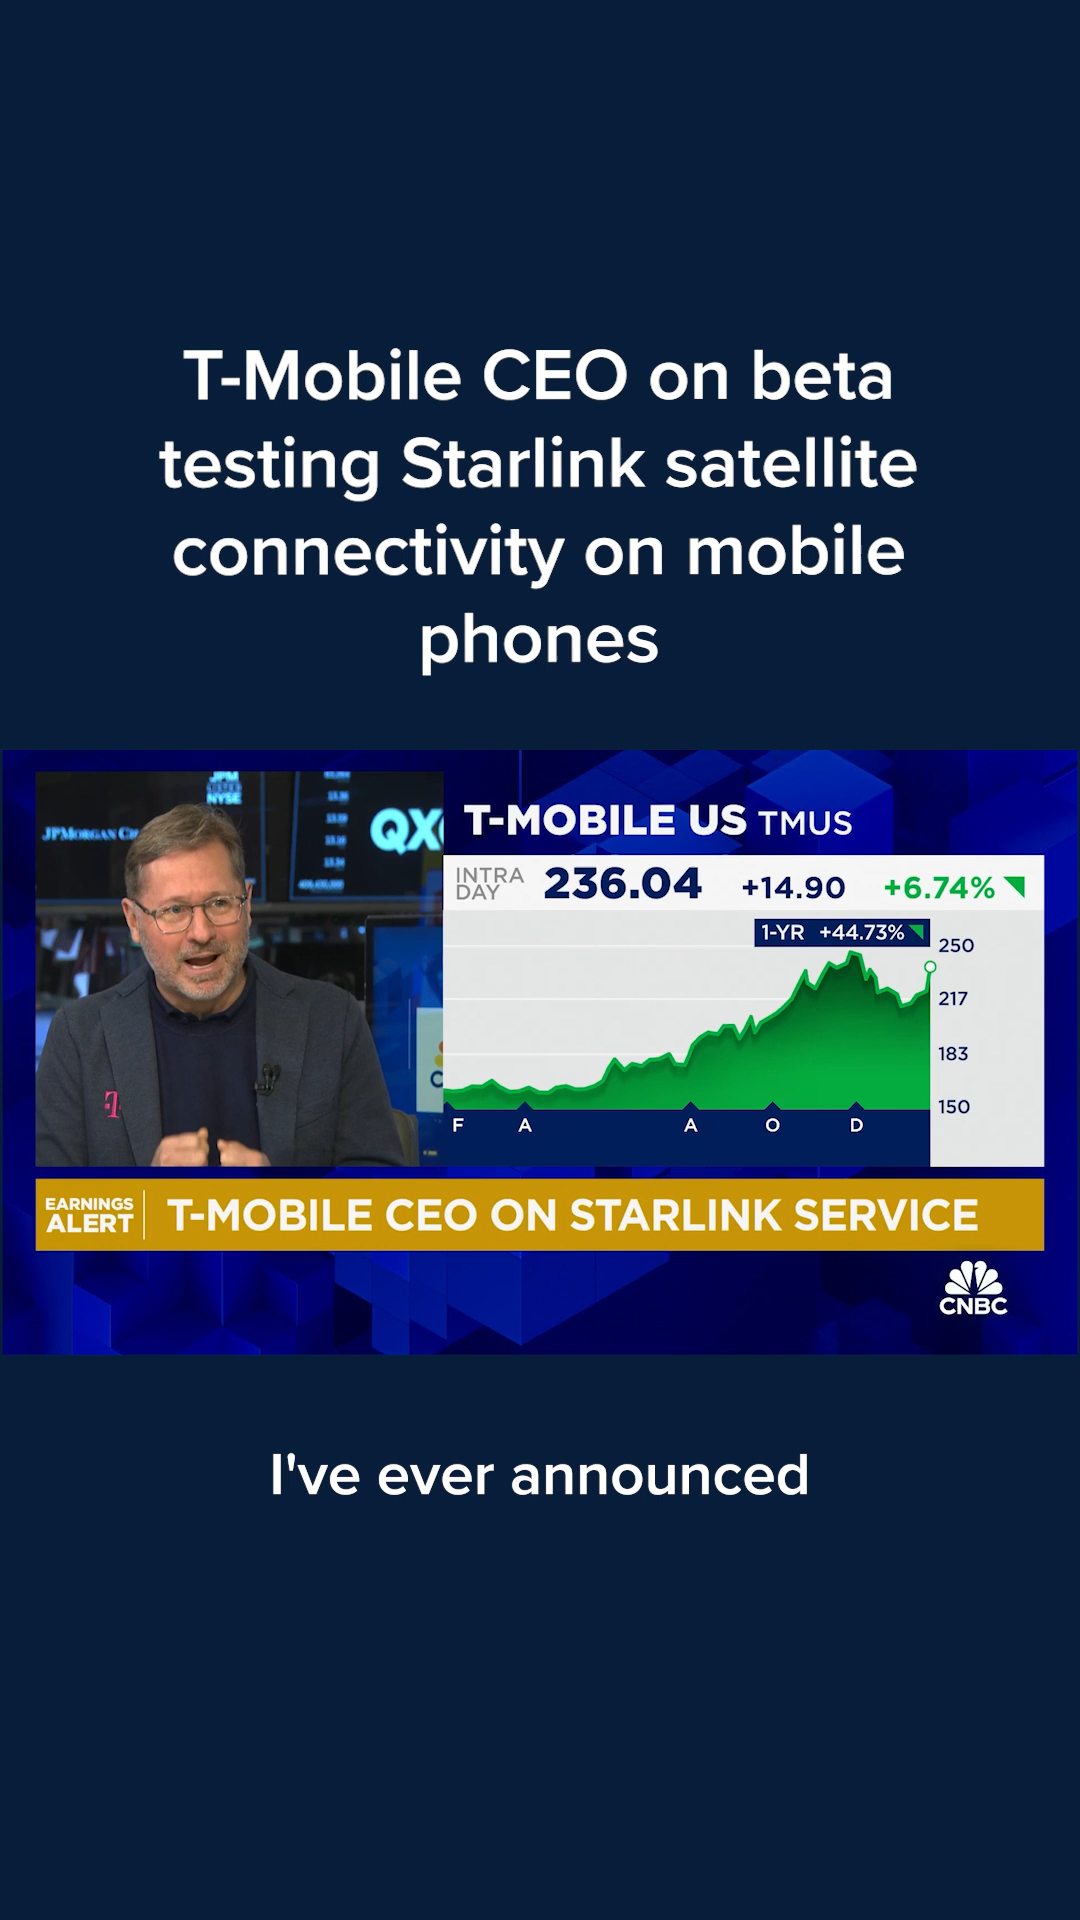 T-Mobile CEO on beta
testing Starlink satellite
connectivity on mobile
phones
NYSE
JPMORGAN
T-MOBILE US TMUS
INTRA
DAY
236.04 +14.90 +6.74%
1-YR +44.73%
250
217
183
150
F A A O D
EARNINGS
ALERT
T-MOBILE CEO ON STARLINK SERVICE
CNBC
I've ever announced